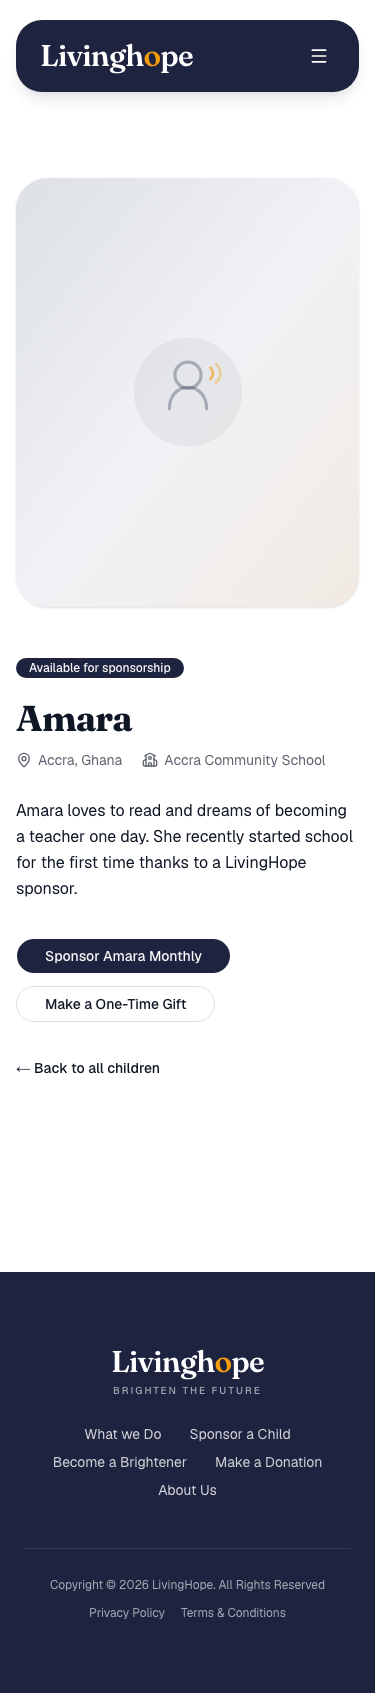 Livinghope
Available for sponsorship
Amara
Accra, Ghana Accra Community School
Amara loves to read and dreams of becoming
a teacher one day. She recently started school
for the first time thanks to a LivingHope
sponsor.
Sponsor Amara Monthly
Make a One-Time Gift
← Back to all children
Livinghope
BRIGHTEN THE FUTURE
What we Do Sponsor a Child
Become a Brightener Make a Donation
About Us
Copyright © 2026 LivingHope. All Rights Reserved
Privacy Policy Terms & Conditions